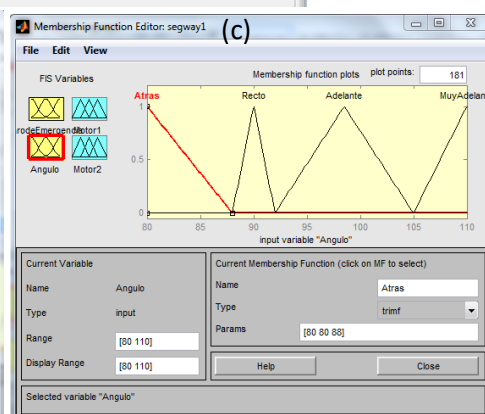 Membership Function Editor: segway1
(c)
File Edit View
FIS Variables
Membership function plots plot points: 181
Atras Recto Adelante MuyAdelan
Motor1
Angulo Motor2
1
0.5
0
80 85 90 95 100 105 110
input variable "Angulo"
Current Variable
Name Angulo
Type input
Range [80 110]
Display Range [80 110]
Current Membership Function (click on MF to select)
Name Atras
Type trimf
Params [80 80 88]
Help Close
Selected variable "Angulo"